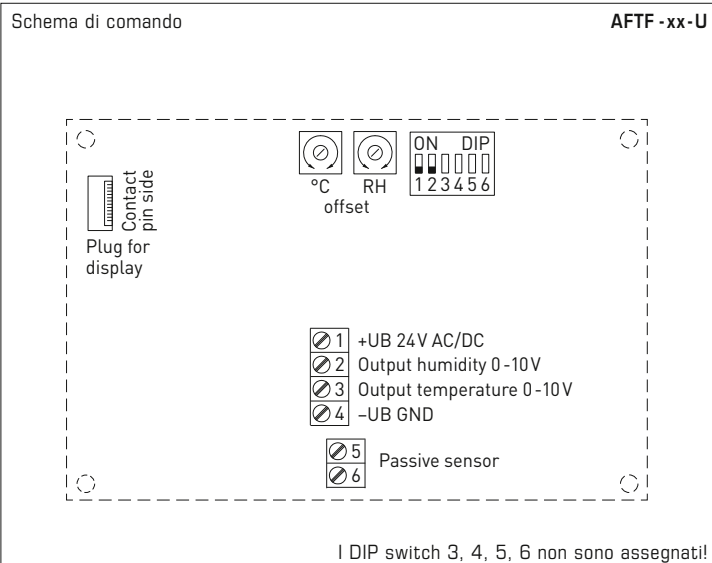 Schema di comando
AFTF-xx-U
ON DIP
1 2 3 4 5 6
°C RH
offset
Contact
pin side
Plug for
display
1 +UB 24V AC/DC
2 Output humidity 0-10V
3 Output temperature 0-10V
4 –UB GND
5
6
Passive sensor
I DIP switch 3, 4, 5, 6 non sono assegnati!